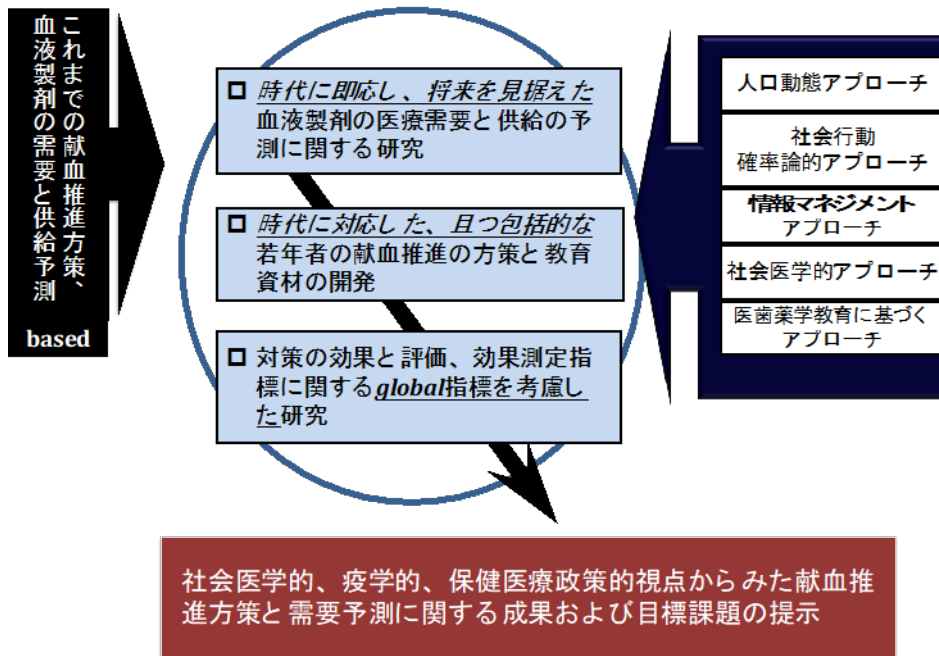 これまでの献血推進方策、
血液製剤の需要と供給予測
based
時代に即応し、将来を見据えた
血液製剤の医療需要と供給の予
測に関する研究
時代に対応した、且つ包括的な
若年者の献血推進の方策と教育
資材の開発
対策の効果と評価、効果測定指
標に関するglobal指標を考慮し
た研究
人口動態アプローチ
社会行動
確率論的アプローチ
情報マネジメント
アプローチ
社会医学的アプローチ
医歯薬学教育に基づく
アプローチ
社会医学的、疫学的、保健医療政策的視点からみた献血推
進方策と需要予測に関する成果および目標課題の提示